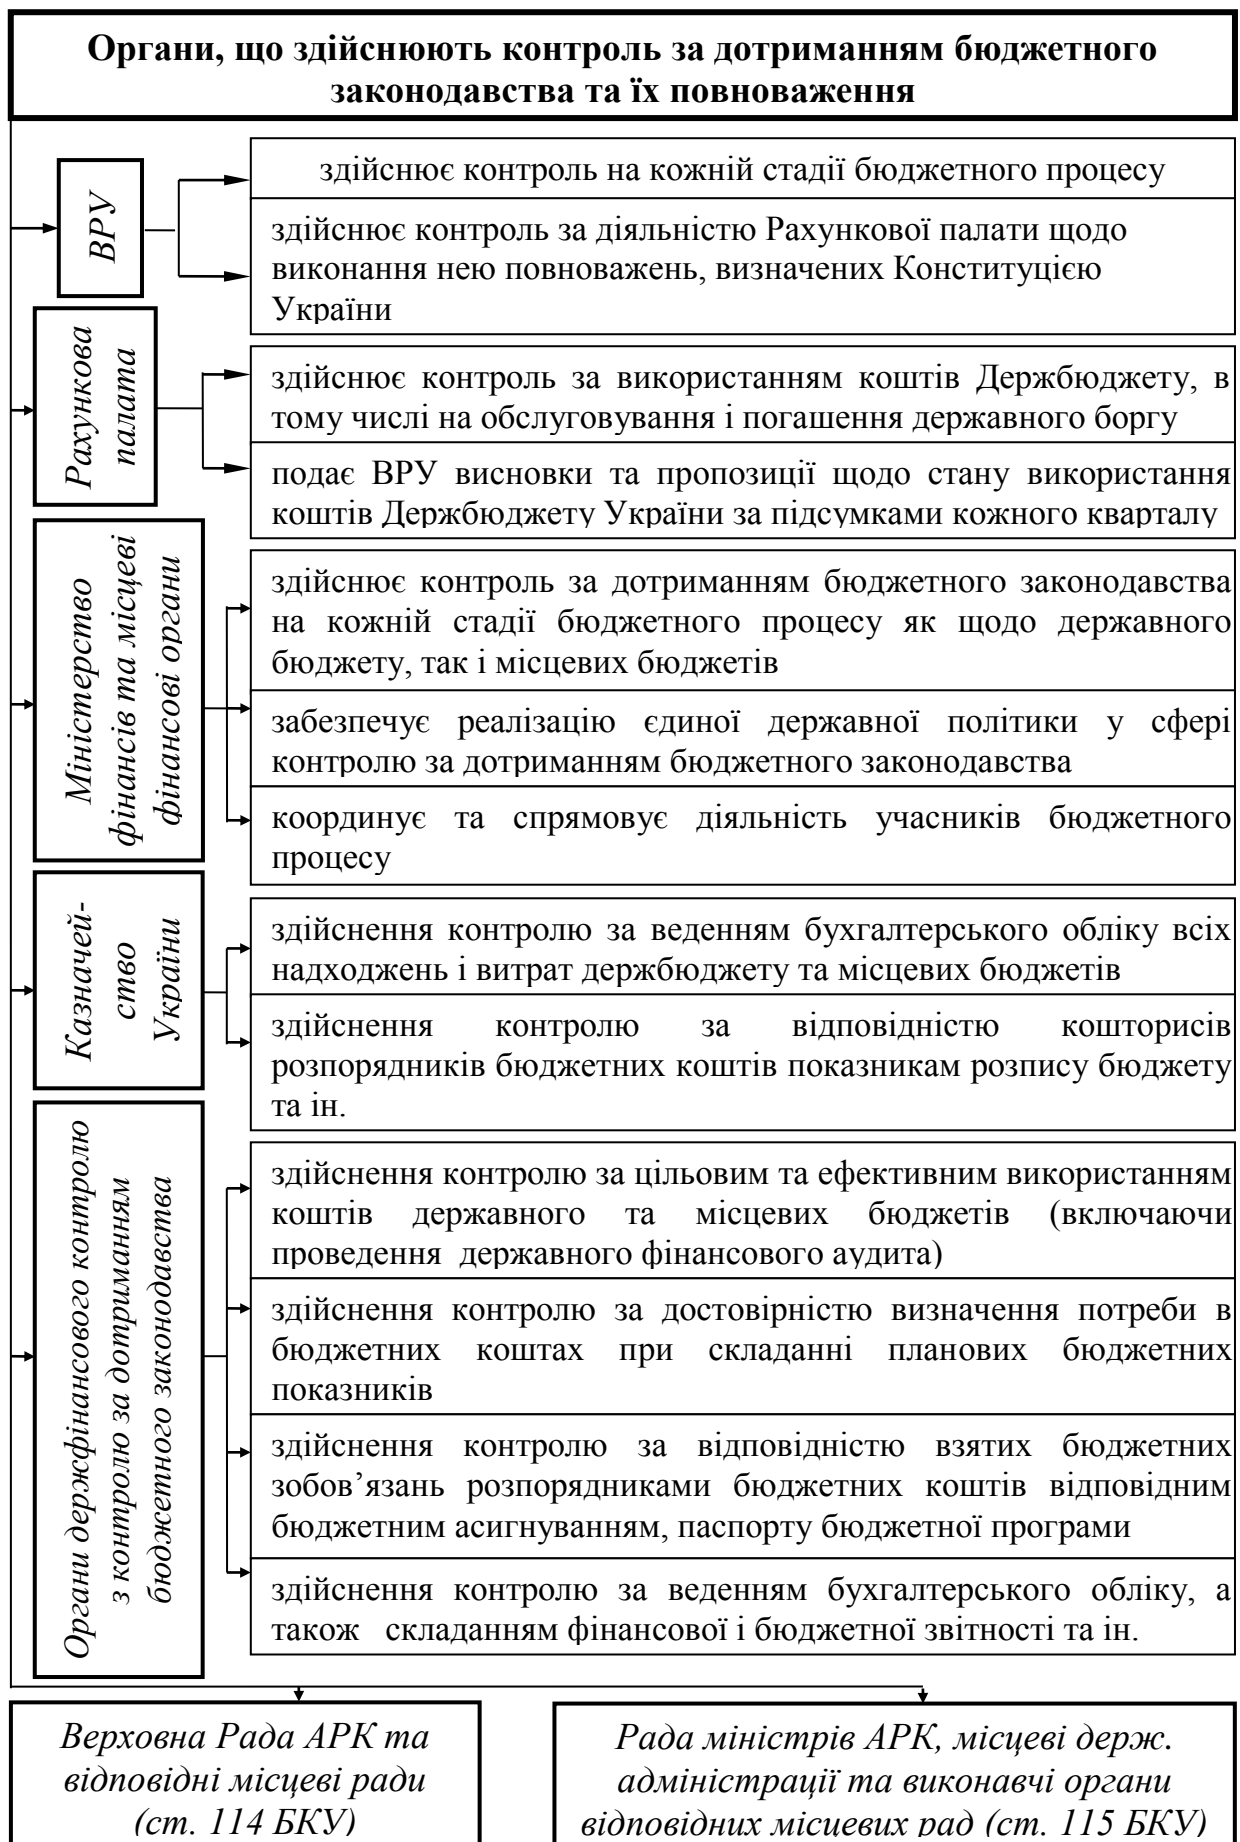 Органи, що здійснюють контроль за дотриманням бюджетного
законодавства та їх повноваження
ВРУ
здійснює контроль на кожній стадії бюджетного процесу
здійснює контроль за діяльністю Рахункової палати щодо
виконання нею повноважень, визначених Конституцією
України
Рахункова
палата
здійснює контроль за використанням коштів Держбюджету, в
тому числі на обслуговування і погашення державного боргу
подає ВРУ висновки та пропозиції щодо стану використання
коштів Держбюджету України за підсумками кожного кварталу
Міністерство
фінансів та місцеві
фінансові органи
здійснює контроль за дотриманням бюджетного законодавства
на кожній стадії бюджетного процесу як щодо державного
бюджету, так і місцевих бюджетів
забезпечує реалізацію єдиної державної політики у сфері
контролю за дотриманням бюджетного законодавства
координує та спрямовує діяльність учасників бюджетного
процесу
Казначей-
ство
України
здійснення контролю за веденням бухгалтерського обліку всіх
надходжень і витрат держбюджету та місцевих бюджетів
здійснення контролю за відповідністю кошторисів
розпорядників бюджетних коштів показникам розпису бюджету
та ін.
Органи держфінансового контролю
з контролю за дотриманням
бюджетного законодавства
здійснення контролю за цільовим та ефективним використанням
коштів державного та місцевих бюджетів (включаючи
проведення державного фінансового аудита)
здійснення контролю за достовірністю визначення потреби в
бюджетних коштах при складанні планових бюджетних
показників
здійснення контролю за відповідністю взятих бюджетних
зобов’язань розпорядниками бюджетних коштів відповідним
бюджетним асигнуванням, паспорту бюджетної програми
здійснення контролю за веденням бухгалтерського обліку, а
також складанням фінансової і бюджетної звітності та ін.
Верховна Рада АРК та
відповідні місцеві ради
(ст. 114 БКУ)
Рада міністрів АРК, місцеві держ.
адміністрації та виконавчі органи
відповідних місцевих рад (ст. 115 БКУ)